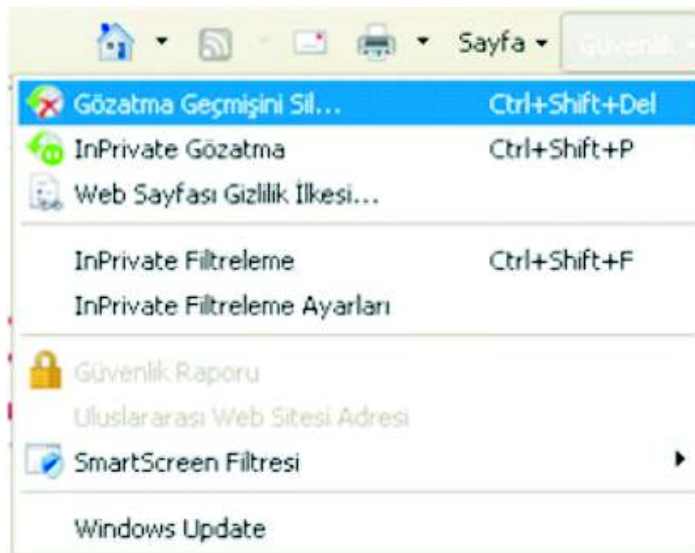 Sayfa Güvenlik
Gözatma Geçmişini Sil... Ctrl+Shift+Del
InPrivate Gözatma Ctrl+Shift+P
Web Sayfası Gizlilik İlkesi...
InPrivate Filtreleme Ctrl+Shift+F
InPrivate Filtreleme Ayarları
Güvenlik Raporu
Uluslararası Web Sitesi Adresi
SmartScreen Filtresi
Windows Update